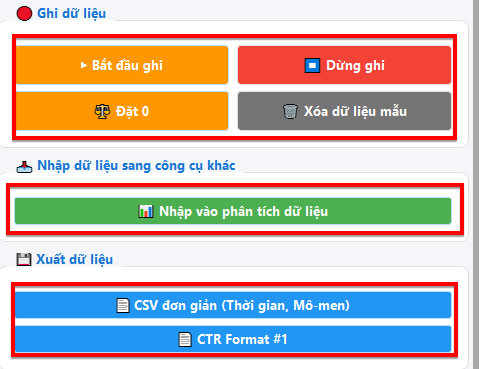 Ghi dữ liệu
Bắt đầu ghi
Dừng ghi
Đặt 0
Xóa dữ liệu mẫu
Nhập dữ liệu sang công cụ khác
Nhập vào phân tích dữ liệu
Xuất dữ liệu
CSV đơn giản (Thời gian, Mô-men)
CTR Format #1